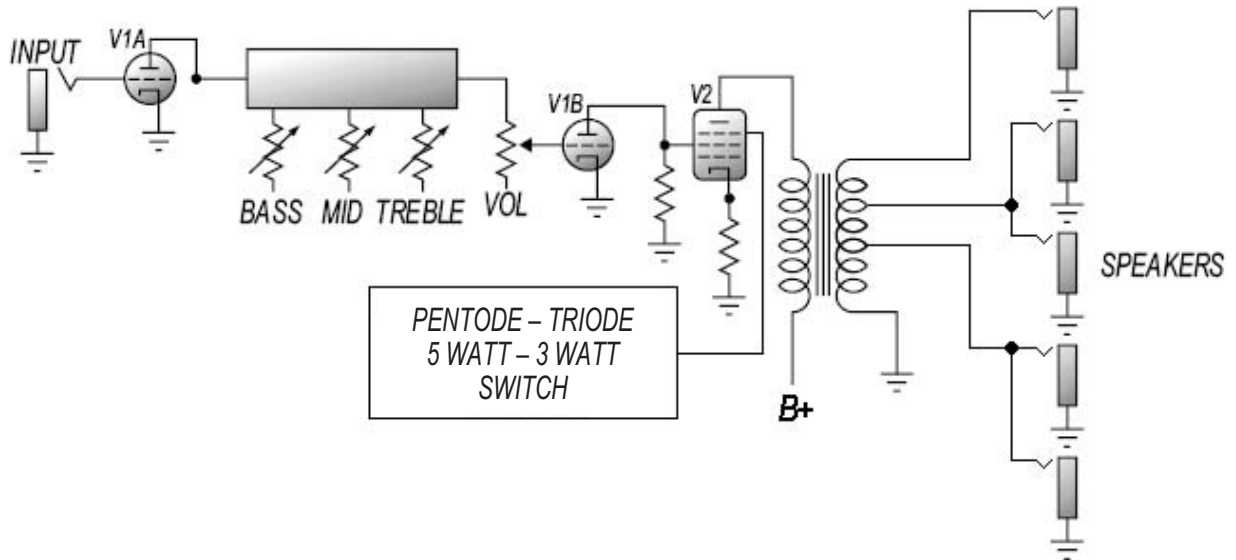 INPUT
V1A
BASS MID TREBLE VOL
V1B
V2
PENTODE – TRIODE
5 WATT – 3 WATT
SWITCH
B+
SPEAKERS